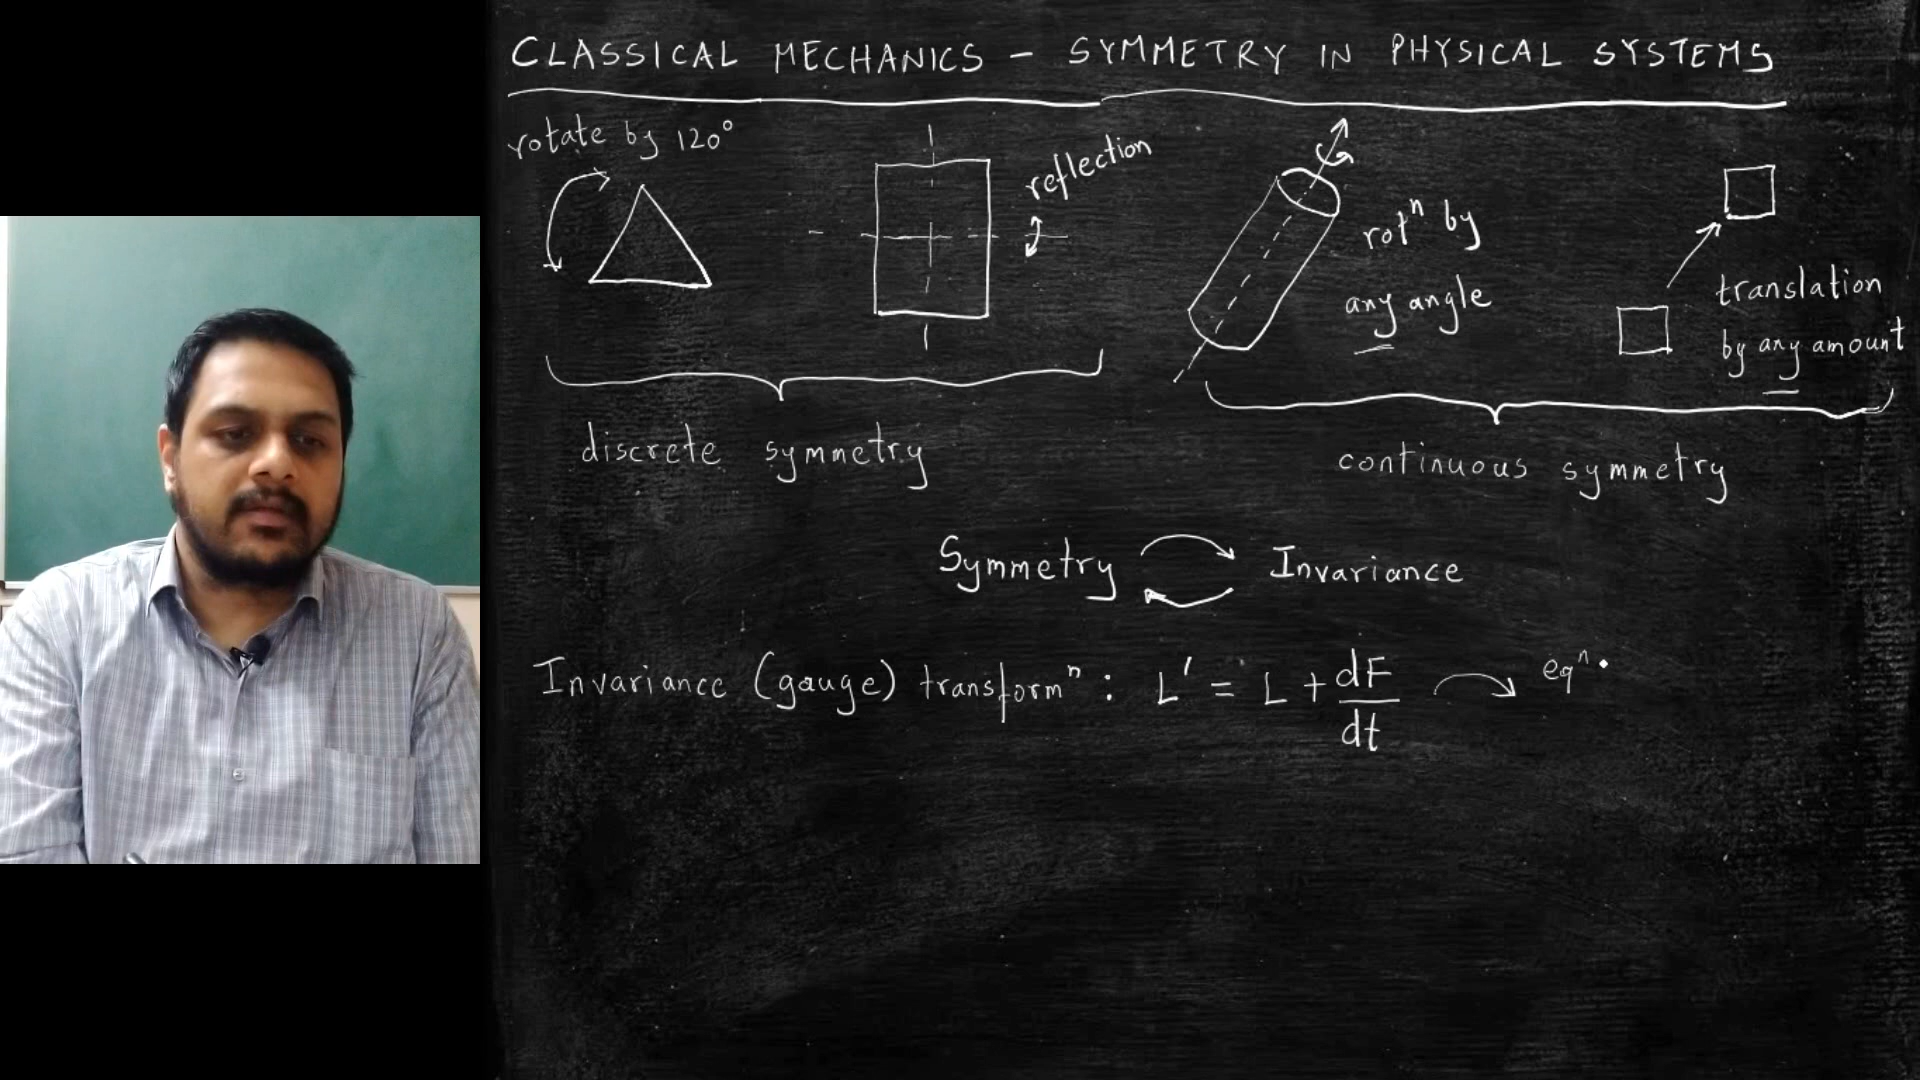 CLASSICAL MECHANICS - SYMMETRY IN PHYSICAL SYSTEMS
rotate by 120°
reflection
rotⁿ by
any angle
translation
by any amount
discrete symmetry
continuous symmetry
Symmetry Invariance
Invariance (gauge) transformⁿ : L' = L + dF/dt eqⁿ